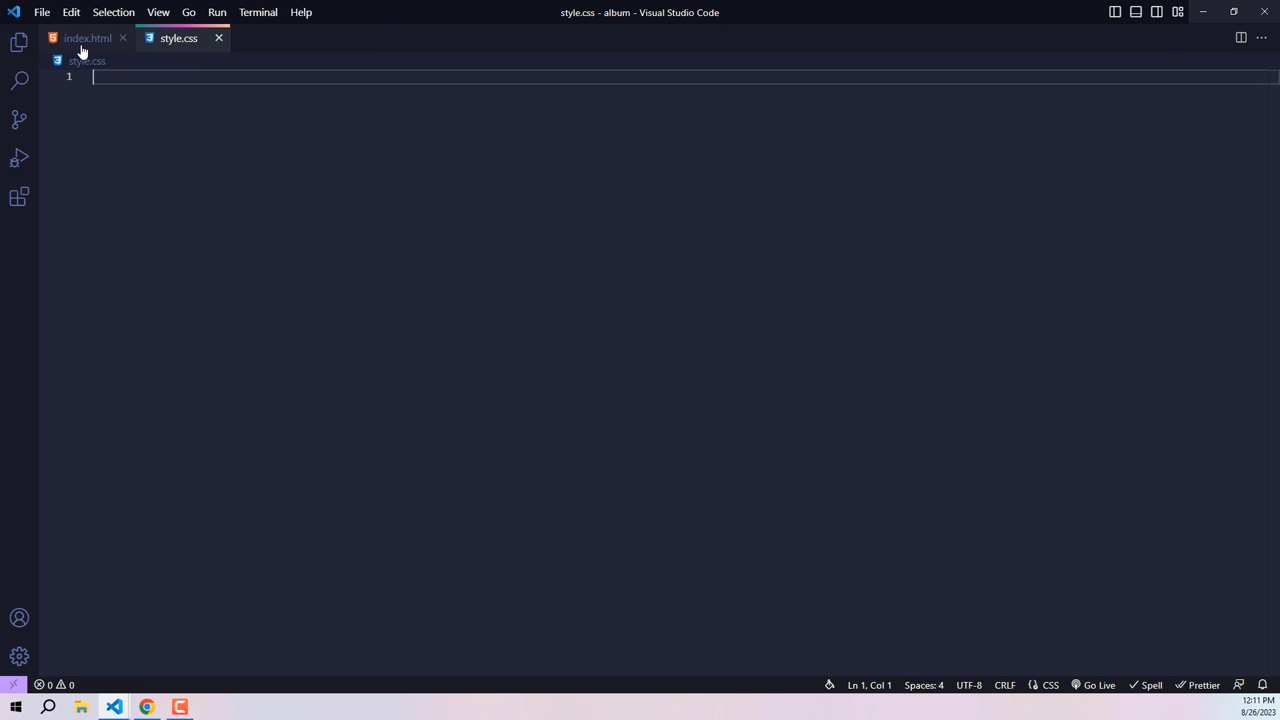 File Edit Selection View Go Run Terminal Help
style.css - album - Visual Studio Code
index.html
style.css
style.css
1
0 0
Ln 1, Col 1
Spaces: 4
UTF-8
CRLF
CSS
Go Live
Spell
Prettier
12:11 PM
8/26/2023